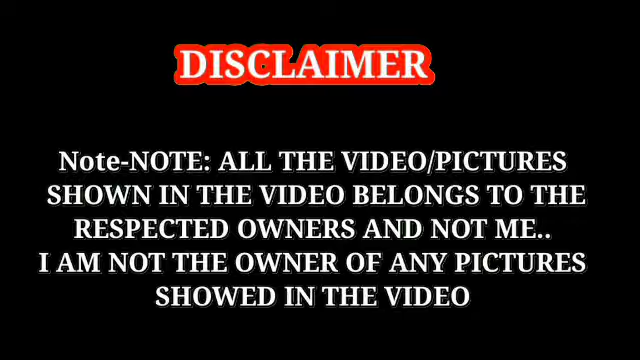 DISCLAIMER
Note-NOTE: ALL THE VIDEO/PICTURES
SHOWN IN THE VIDEO BELONGS TO THE
RESPECTED OWNERS AND NOT ME..
I AM NOT THE OWNER OF ANY PICTURES
SHOWED IN THE VIDEO